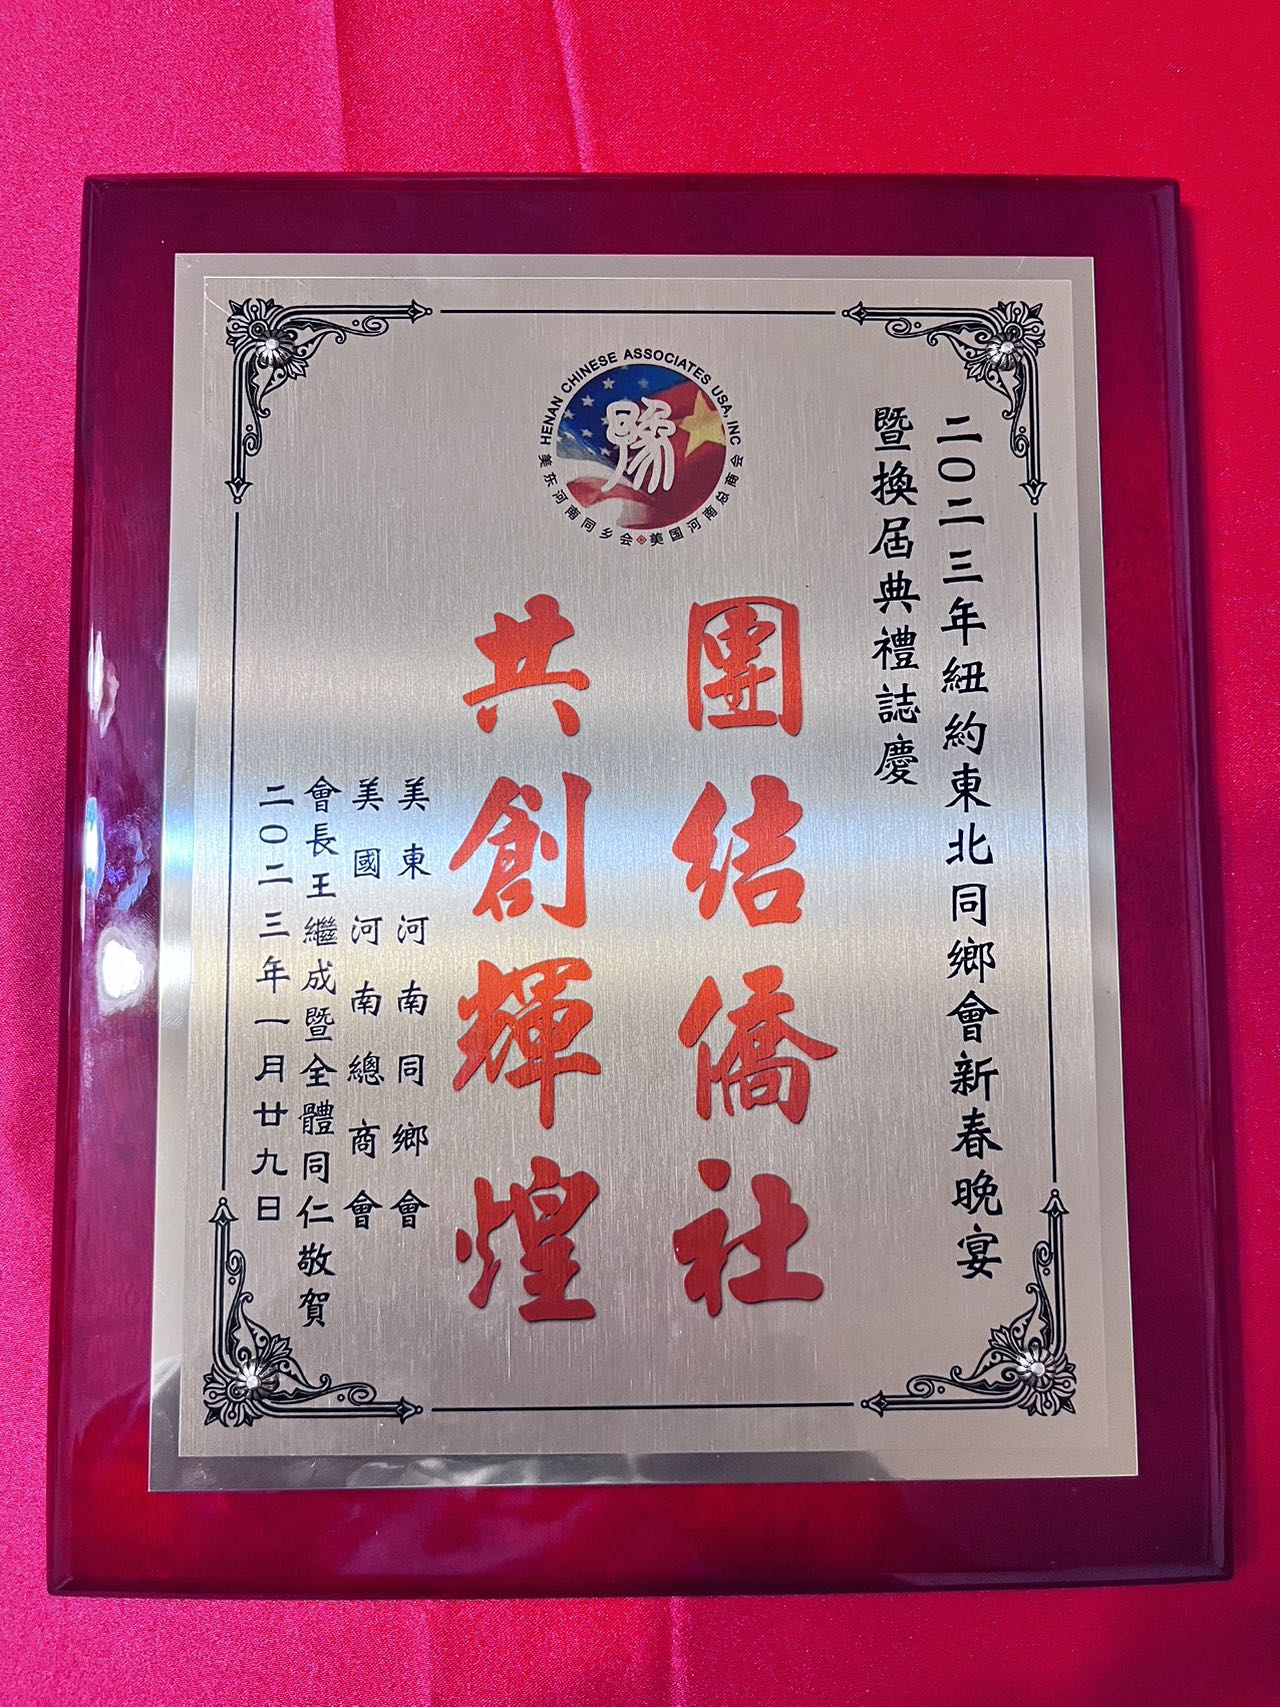 HENAN CHINESE ASSOCIATES USA, INC
美东河南同乡会 美国河南总商会
豫
二〇二三年紐約東北同鄉會新春晚宴
暨換屆典禮誌慶
團結僑社
共創輝煌
美東河南同鄉會
美國河南總商會
會長王繼成暨全體同仁敬賀
二〇二三年一月廿九日